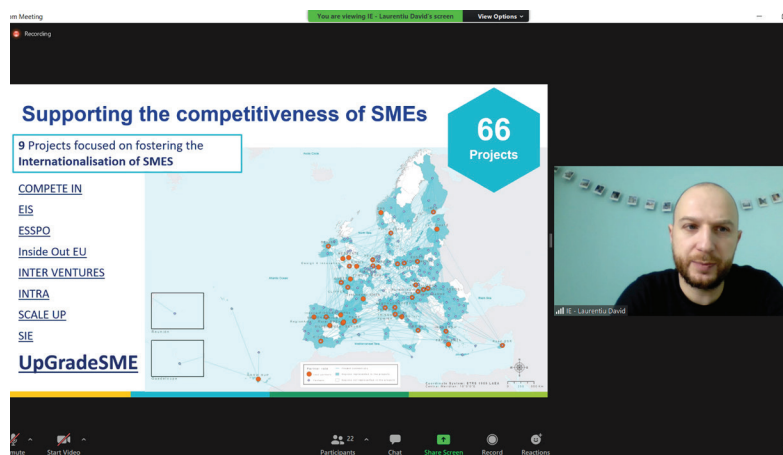 m Meeting
You are viewing IE - Laurentiu David's screen
View Options
Recording
Supporting the competitiveness of SMEs
66
Projects
9 Projects focused on fostering the
Internationalisation of SMES
COMPETE IN
EIS
ESSPO
Inside Out EU
INTER VENTURES
INTRA
SCALE UP
SIE
UpGradeSME
IE - Laurentiu David
mute
Start Video
22
Participants
Chat
Share Screen
Record
Reactions